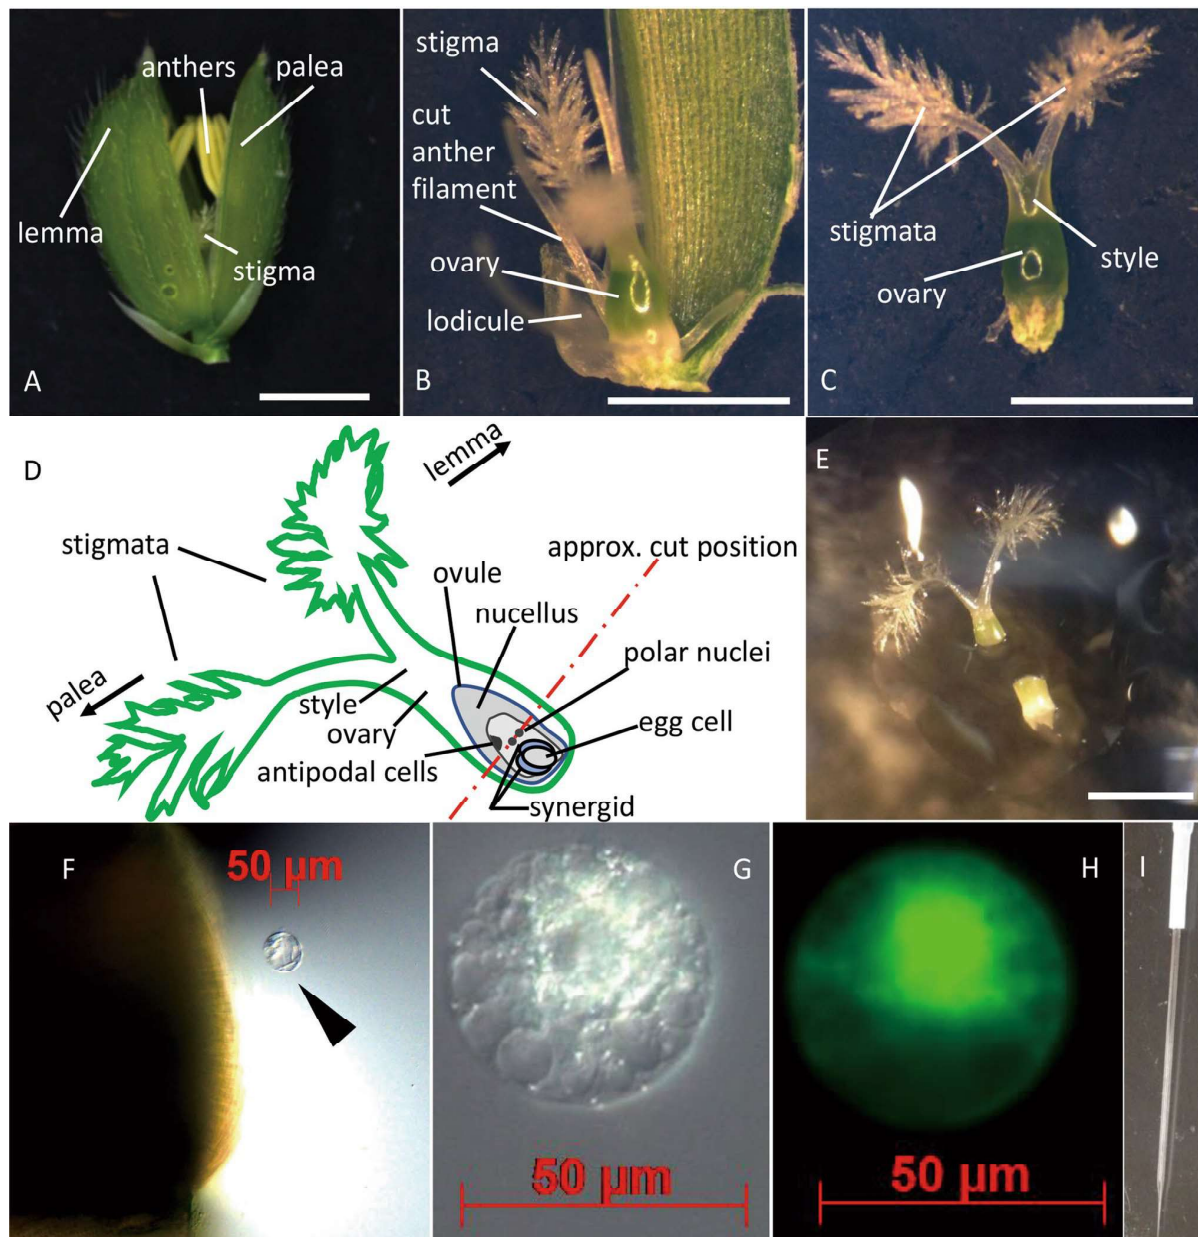 anthers
palea
lemma
stigma
A
stigma
cut
anther
filament
ovary
lodicule
B
stigmata
style
ovary
C
D
lemma
stigmata
approx. cut position
ovule
nucellus
polar nuclei
palea
style
egg cell
ovary
antipodal cells
synergid
E
F
50 µm
G
50 µm
H
50 µm
I